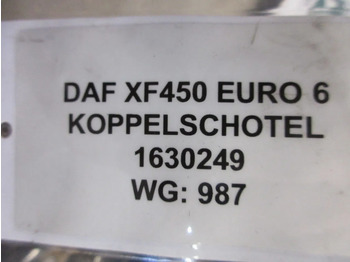 DAF XF450 EURO 6
KOPPELSCHOTEL
1630249
WG: 987